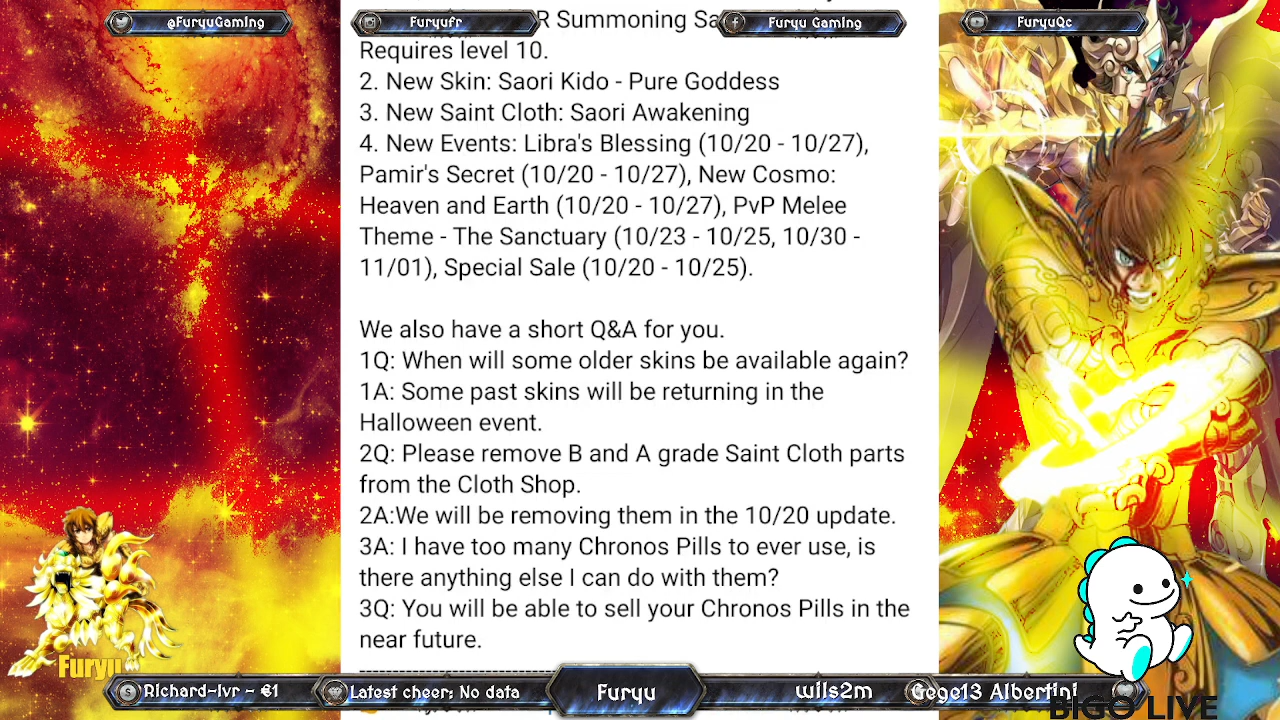 @FuryuGaming
Furyufr
R Summoning Sa
Furyu Gaming
FuryuQc
Requires level 10.
2. New Skin: Saori Kido - Pure Goddess
3. New Saint Cloth: Saori Awakening
4. New Events: Libra's Blessing (10/20 - 10/27),
Pamir's Secret (10/20 - 10/27), New Cosmo:
Heaven and Earth (10/20 - 10/27), PvP Melee
Theme - The Sanctuary (10/23 - 10/25, 10/30 -
11/01), Special Sale (10/20 - 10/25).
We also have a short Q&A for you.
1Q: When will some older skins be available again?
1A: Some past skins will be returning in the
Halloween event.
2Q: Please remove B and A grade Saint Cloth parts
from the Cloth Shop.
2A:We will be removing them in the 10/20 update.
3A: I have too many Chronos Pills to ever use, is
there anything else I can do with them?
3Q: You will be able to sell your Chronos Pills in the
near future.
Furyu
Richard-lvr - €1
Latest cheer: No data
Furyu
wils2m
Gege13 Albertini
BIGO LIVE